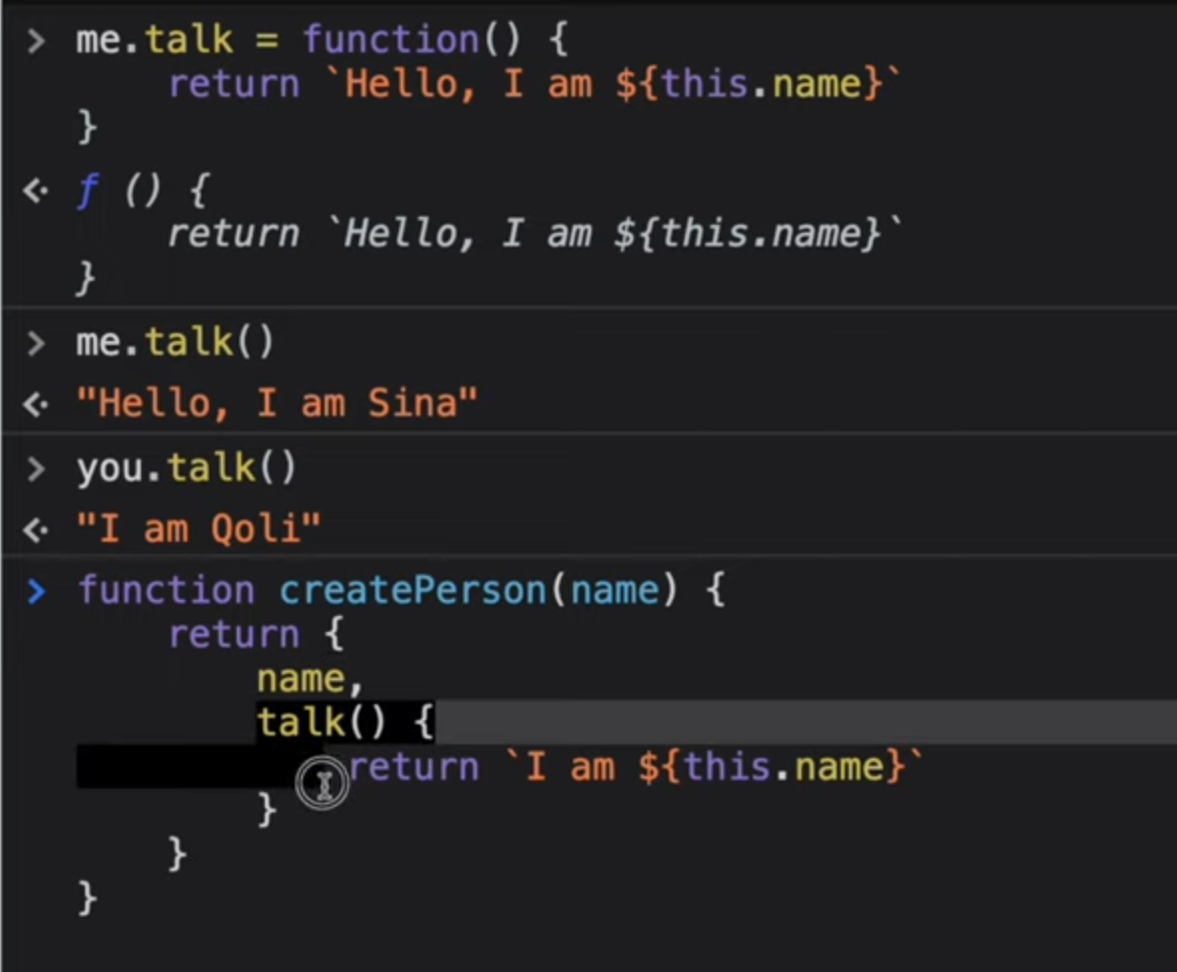 > me.talk = function() {
return `Hello, I am ${this.name}`
}
<· f () {
return `Hello, I am ${this.name}`
}
> me.talk()
<· "Hello, I am Sina"
> you.talk()
<· "I am Qoli"
> function createPerson(name) {
return {
name,
talk() {
return `I am ${this.name}`
}
}
}